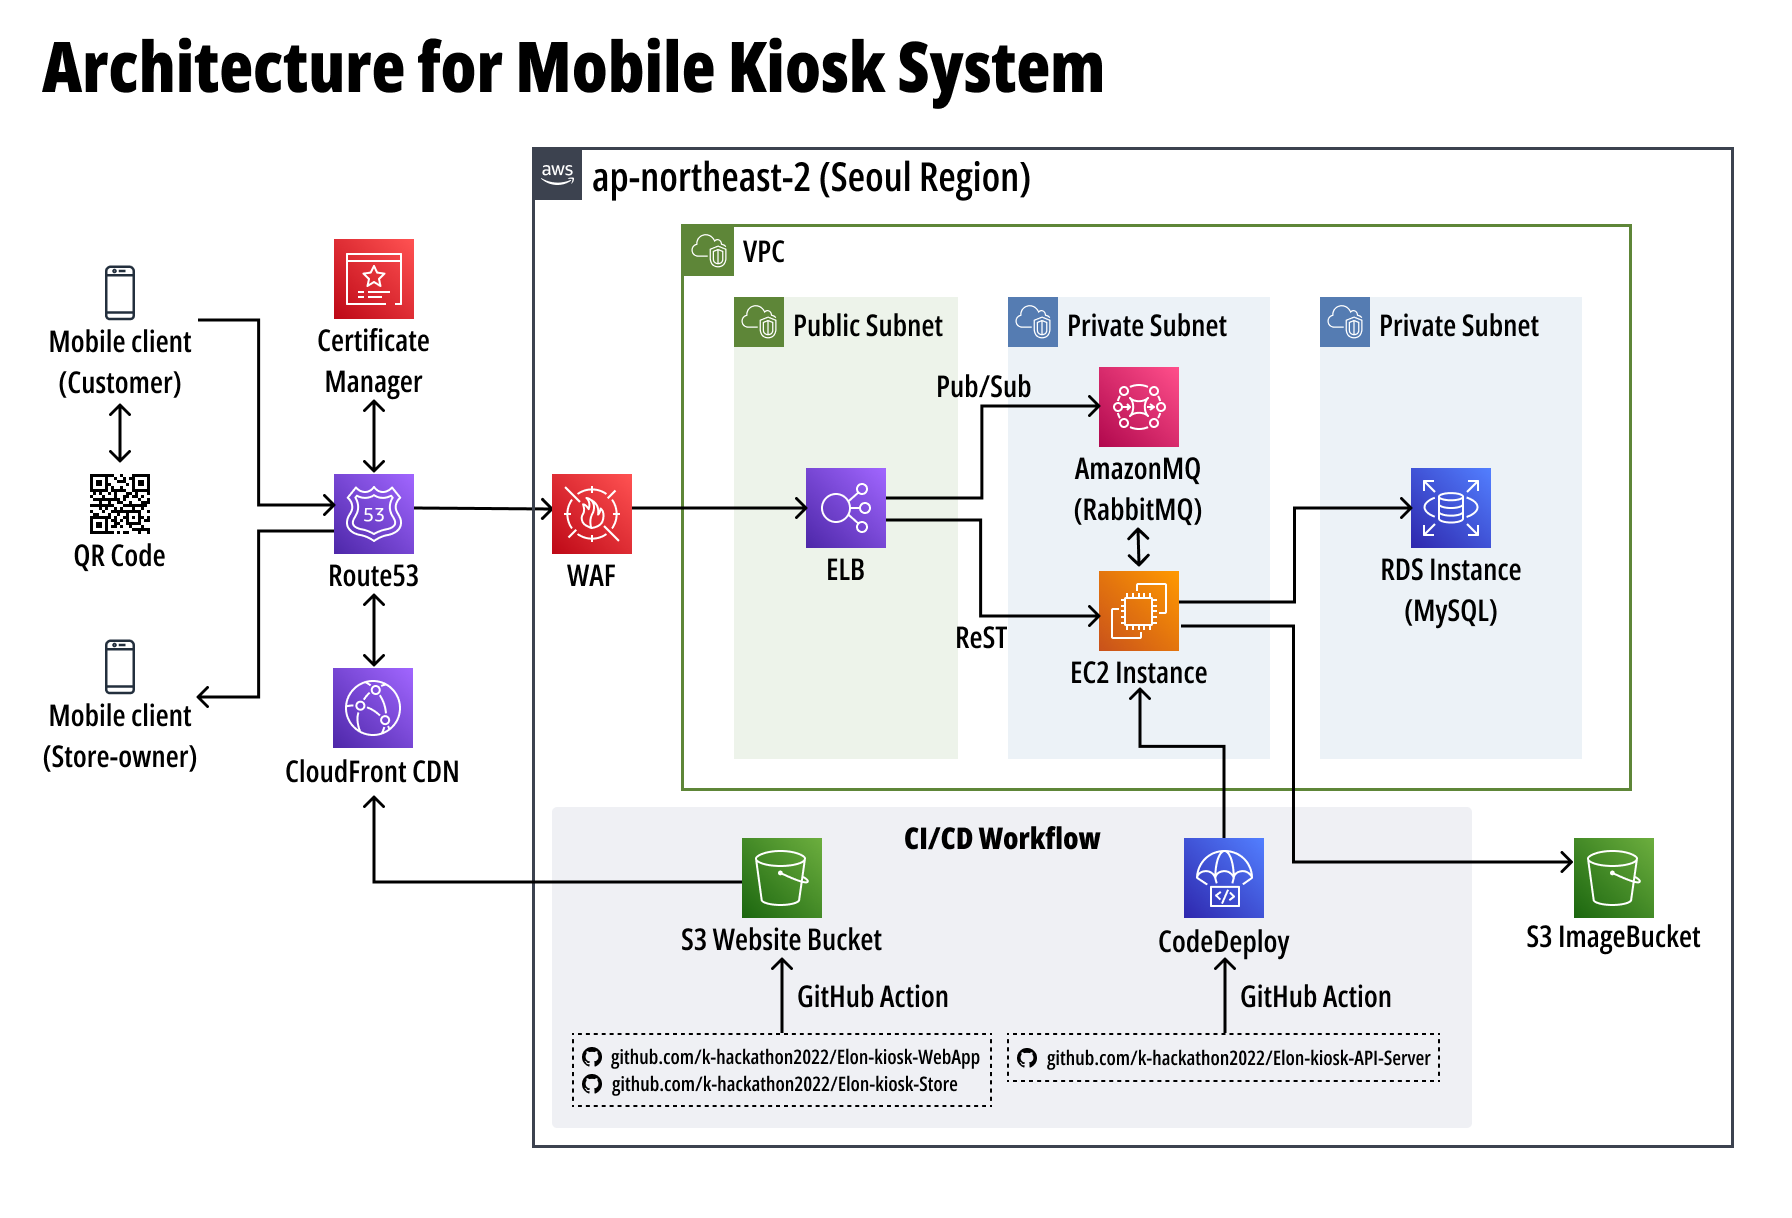 Architecture for Mobile Kiosk System
aws
ap-northeast-2 (Seoul Region)
VPC
Public Subnet
Private Subnet
Private Subnet
Mobile client
(Customer)
Certificate
Manager
Pub/Sub
AmazonMQ
(RabbitMQ)
QR Code
53
Route53
WAF
ELB
RDS Instance
(MySQL)
ReST
EC2 Instance
Mobile client
(Store-owner)
CloudFront CDN
CI/CD Workflow
S3 Website Bucket
</>
CodeDeploy
S3 ImageBucket
GitHub Action
GitHub Action
github.com/k-hackathon2022/Elon-kiosk-WebApp
github.com/k-hackathon2022/Elon-kiosk-Store
github.com/k-hackathon2022/Elon-kiosk-API-Server